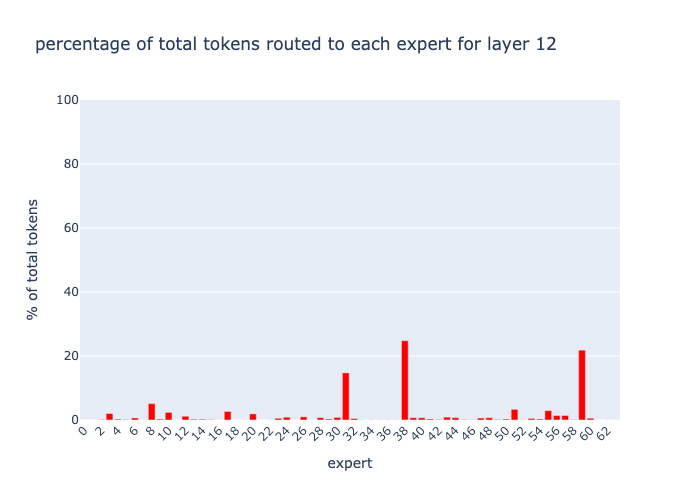 percentage of total tokens routed to each expert for layer 12
100
80
60
40
20
0
% of total tokens
0 2 4 6 8 10 12 14 16 18 20 22 24 26 28 30 32 34 36 38 40 42 44 46 48 50 52 54 56 58 60 62
expert